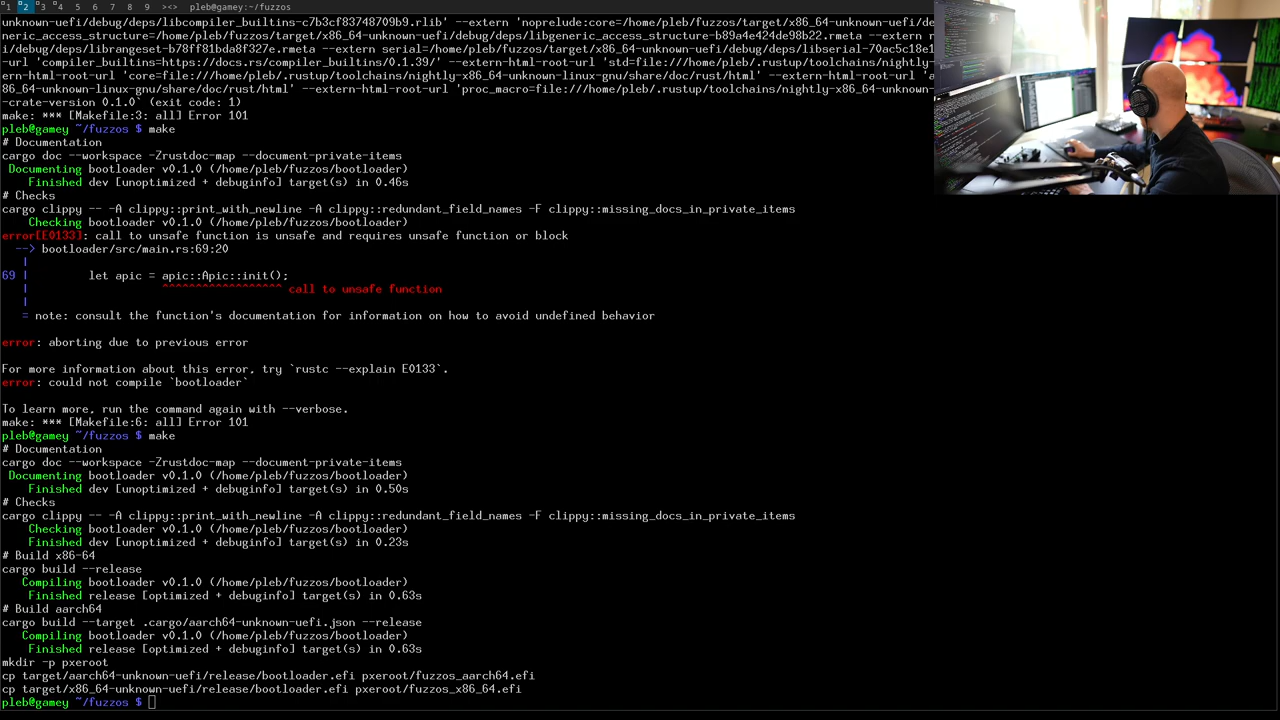 1 2 3 4 5 6 7 8 9 ><> pleb@gamey:~/fuzzos
unknown-uefi/debug/deps/libcompiler_builtins-c7b3cf83748709b9.rlib' --extern 'noprelude:core=/home/pleb/fuzzos/target/x86_64-unknown-uefi/de
neric_access_structure=/home/pleb/fuzzos/target/x86_64-unknown-uefi/debug/deps/libgeneric_access_structure-b89a4e424de98b22.rmeta --extern r
i/debug/deps/librangeset-b78ff81bda8f327e.rmeta --extern serial=/home/pleb/fuzzos/target/x86_64-unknown-uefi/debug/deps/libserial-70ac5c18e1
-url 'compiler_builtins=https://docs.rs/compiler_builtins/0.1.39/' --extern-html-root-url 'std=file:///home/pleb/.rustup/toolchains/nightly-
ern-html-root-url 'core=file:///home/pleb/.rustup/toolchains/nightly-x86_64-unknown-linux-gnu/share/doc/rust/html' --extern-html-root-url 'a
86_64-unknown-linux-gnu/share/doc/rust/html' --extern-html-root-url 'proc_macro=file:///home/pleb/.rustup/toolchains/nightly-x86_64-unknown-
-crate-version 0.1.0` (exit code: 1)
make: *** [Makefile:3: all] Error 101
pleb@gamey ~/fuzzos $ make
# Documentation
cargo doc --workspace -Zrustdoc-map --document-private-items
Documenting bootloader v0.1.0 (/home/pleb/fuzzos/bootloader)
Finished dev [unoptimized + debuginfo] target(s) in 0.46s
# Checks
cargo clippy -- -A clippy::print_with_newline -A clippy::redundant_field_names -F clippy::missing_docs_in_private_items
Checking bootloader v0.1.0 (/home/pleb/fuzzos/bootloader)
error[E0133]: call to unsafe function is unsafe and requires unsafe function or block
--> bootloader/src/main.rs:69:20
|
69 | let apic = apic::Apic::init();
| ^^^^^^^^^^^^^^^^^^ call to unsafe function
|
= note: consult the function's documentation for information on how to avoid undefined behavior
error: aborting due to previous error
For more information about this error, try `rustc --explain E0133`.
error: could not compile `bootloader`
To learn more, run the command again with --verbose.
make: *** [Makefile:6: all] Error 101
pleb@gamey ~/fuzzos $ make
# Documentation
cargo doc --workspace -Zrustdoc-map --document-private-items
Documenting bootloader v0.1.0 (/home/pleb/fuzzos/bootloader)
Finished dev [unoptimized + debuginfo] target(s) in 0.50s
# Checks
cargo clippy -- -A clippy::print_with_newline -A clippy::redundant_field_names -F clippy::missing_docs_in_private_items
Checking bootloader v0.1.0 (/home/pleb/fuzzos/bootloader)
Finished dev [unoptimized + debuginfo] target(s) in 0.23s
# Build x86-64
cargo build --release
Compiling bootloader v0.1.0 (/home/pleb/fuzzos/bootloader)
Finished release [optimized + debuginfo] target(s) in 0.63s
# Build aarch64
cargo build --target .cargo/aarch64-unknown-uefi.json --release
Compiling bootloader v0.1.0 (/home/pleb/fuzzos/bootloader)
Finished release [optimized + debuginfo] target(s) in 0.63s
mkdir -p pxeroot
cp target/aarch64-unknown-uefi/release/bootloader.efi pxeroot/fuzzos_aarch64.efi
cp target/x86_64-unknown-uefi/release/bootloader.efi pxeroot/fuzzos_x86_64.efi
pleb@gamey ~/fuzzos $